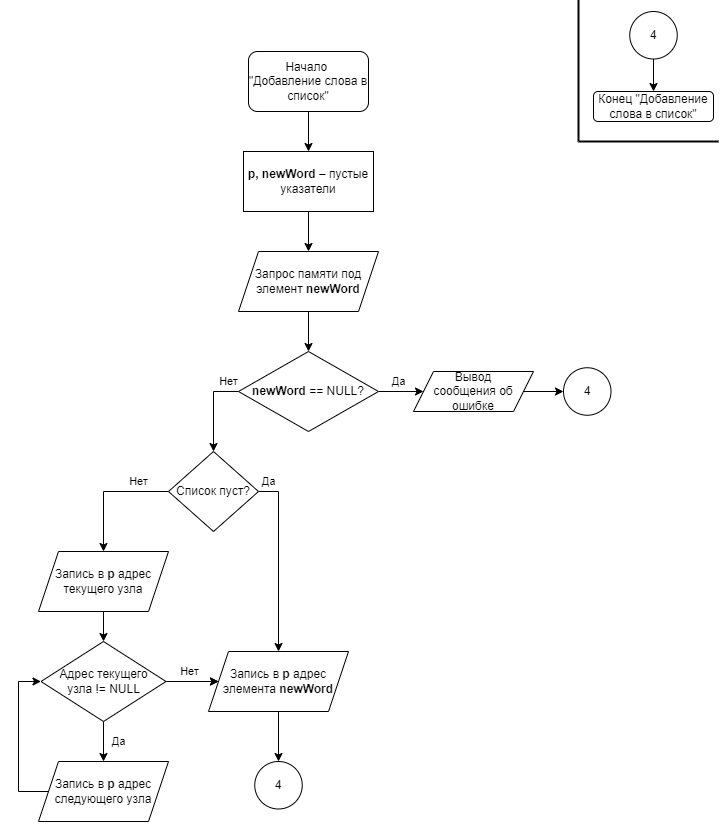 4
Конец "Добавление
слова в список"
Начало
"Добавление слова в
список"
p, newWord – пустые
указатели
Запрос памяти под
элемент newWord
Нет
newWord == NULL?
Да
Вывод
сообщения об
ошибке
4
Нет
Список пуст?
Да
Запись в p адрес
текущего узла
Адрес текущего
узла != NULL
Нет
Запись в p адрес
элемента newWord
Да
Запись в p адрес
следующего узла
4